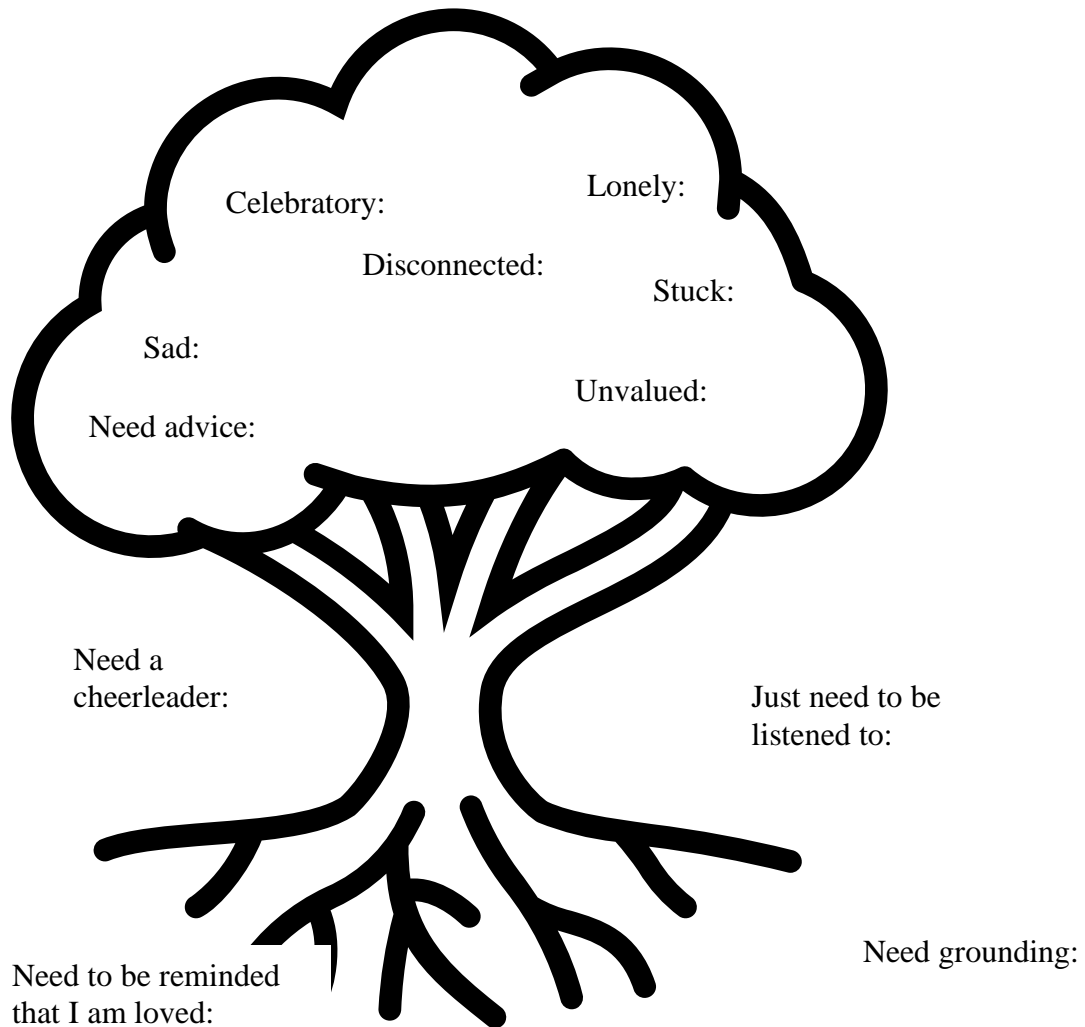 Lonely:
Celebratory:
Disconnected:
Stuck:
Sad:
Unvalued:
Need advice:
Need a
cheerleader:
Just need to be
listened to:
Need grounding:
Need to be reminded
that I am loved: